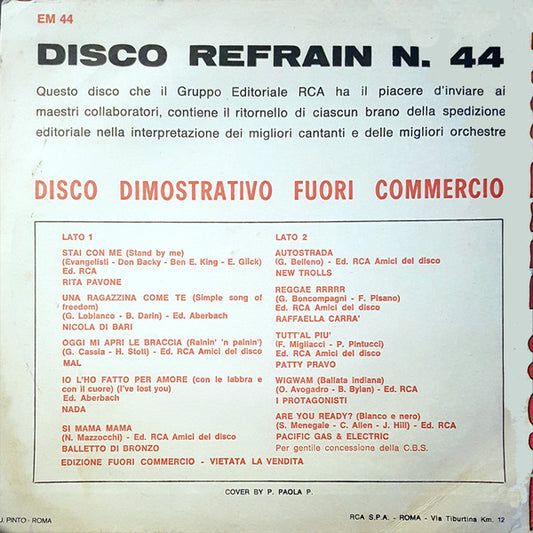 EM 44
DISCO REFRAIN N. 44
Questo disco che il Gruppo Editoriale RCA ha il piacere d'inviare ai
maestri collaboratori, contiene il ritornello di ciascun brano della spedizione
editoriale nella interpretazione dei migliori cantanti e delle migliori orchestre
DISCO DIMOSTRATIVO FUORI COMMERCIO
LATO 1
STAI CON ME (Stand by me)
(Evangelisti - Don Backy - Ben E. King - E. Glick)
Ed. RCA
RITA PAVONE
UNA RAGAZZINA COME TE (Simple song of
freedom)
(G. Lobianco - B. Darin) - Ed. Aberbach
NICOLA DI BARI
OGGI MI APRI LE BRACCIA (Rainin' 'n painin')
(G. Cassia - H. Stott) - Ed. RCA Amici del disco
MAL
IO L'HO FATTO PER AMORE (con le labbra e
con il cuore) (I've lost you)
Ed. Aberbach
NADA
SI MAMA MAMA
(N. Mazzocchi) - Ed. RCA Amici del disco
BALLETTO DI BRONZO
EDIZIONE FUORI COMMERCIO - VIETATA LA VENDITA
LATO 2
AUTOSTRADA
(G. Belleno) - Ed. RCA Amici del disco
NEW TROLLS
REGGAE RRRRR
(G. Boncompagni - F. Pisano)
Ed. RCA Amici del disco
RAFFAELLA CARRA'
TUTT'AL PIU'
(F. Migliacci - P. Pintucci)
Ed. RCA Amici del disco
PATTY PRAVO
WIGWAM (Ballata indiana)
(O. Avogadro - B. Bylan) - Ed. RCA
I PROTAGONISTI
ARE YOU READY? (Bianco e nero)
(S. Menegale - C. Allen - J. Hill) - Ed. RCA
PACIFIC GAS & ELECTRIC
Per gentile concessione della C.B.S.
COVER BY P. PAOLA P.
U. PINTO - ROMA
RCA S.P.A. - ROMA - Via Tiburtina Km. 12